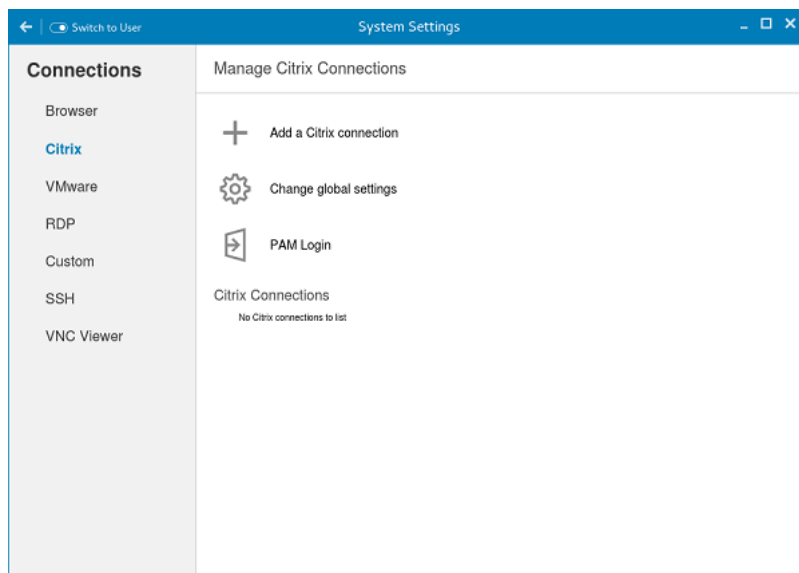 Switch to User
System Settings
Connections
Browser
Citrix
VMware
RDP
Custom
SSH
VNC Viewer
Manage Citrix Connections
Add a Citrix connection
Change global settings
PAM Login
Citrix Connections
No Citrix connections to list